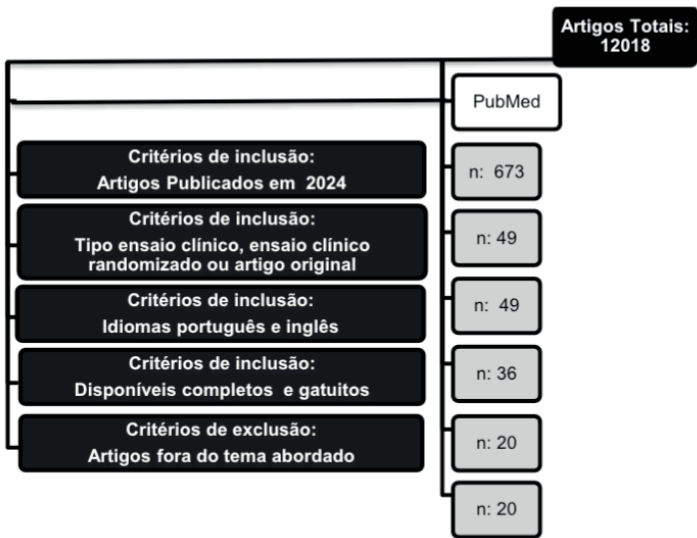 Artigos Totais:
12018
PubMed
Critérios de inclusão:
Artigos Publicados em 2024
n: 673
Critérios de inclusão:
Tipo ensaio clínico, ensaio clínico
randomizado ou artigo original
n: 49
Critérios de inclusão:
Idiomas português e inglês
n: 49
Critérios de inclusão:
Disponíveis completos e gatuitos
n: 36
Critérios de exclusão:
Artigos fora do tema abordado
n: 20
n: 20